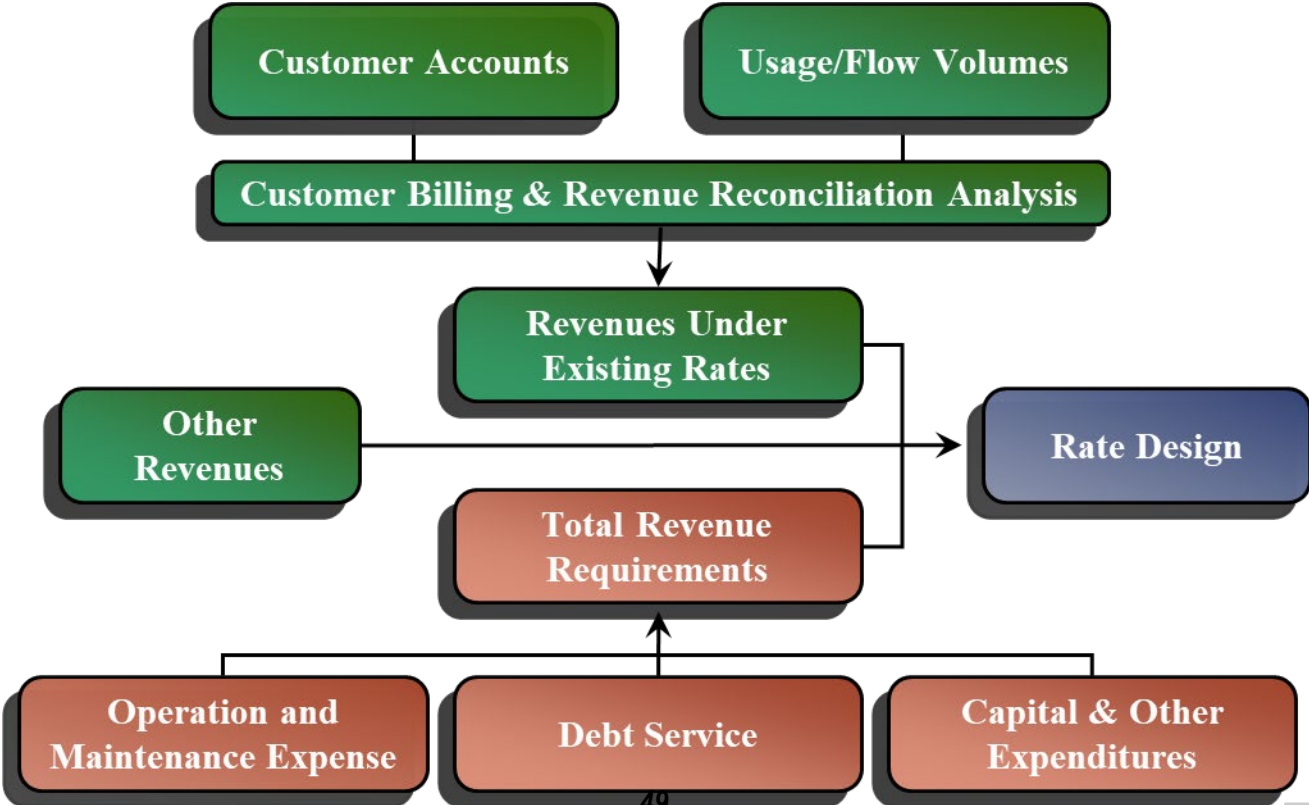 Customer Accounts
Usage/Flow Volumes
Customer Billing & Revenue Reconciliation Analysis
Revenues Under
Existing Rates
Other
Revenues
Rate Design
Total Revenue
Requirements
Operation and
Maintenance Expense
Debt Service
Capital & Other
Expenditures